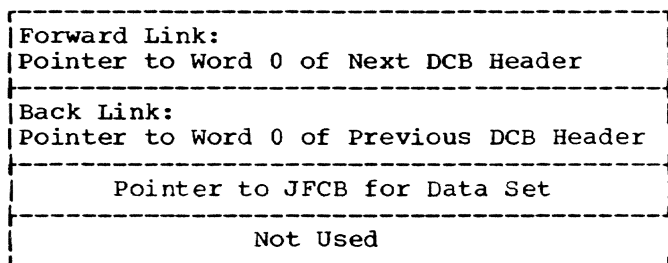 Forward Link:
Pointer to Word 0 of Next DCB Header
Back Link:
Pointer to Word 0 of Previous DCB Header
Pointer to JFCB for Data Set
Not Used